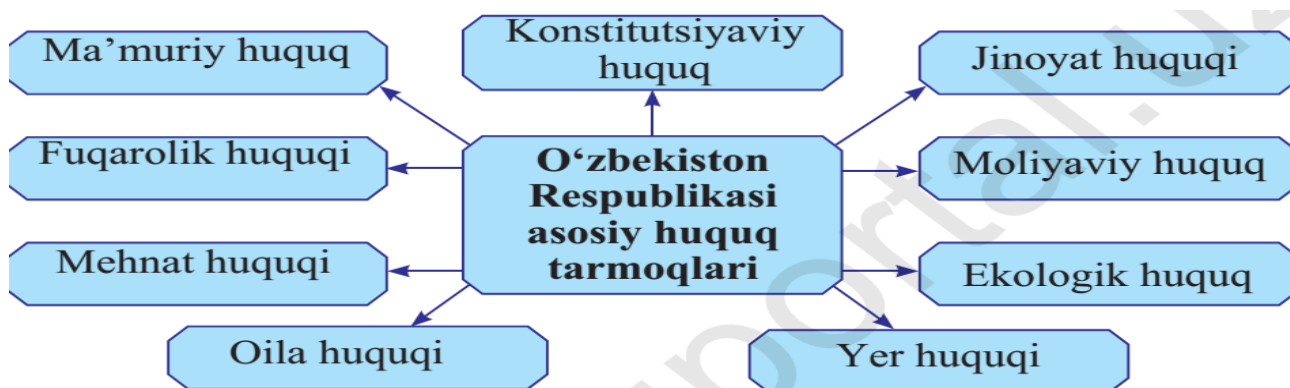 Ma’muriy huquq
Konstitutsiyaviy
huquq
Jinoyat huquqi
Fuqarolik huquqi
O‘zbekiston
Respublikasi
asosiy huquq
tarmoqlari
Moliyaviy huquq
Mehnat huquqi
Ekologik huquq
Oila huquqi
Yer huquqi